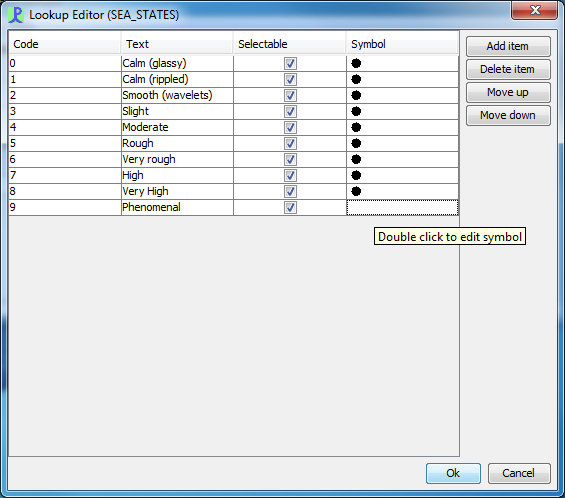 Lookup Editor (SEA_STATES)
Code Text Selectable Symbol
0 Calm (glassy)
1 Calm (rippled)
2 Smooth (wavelets)
3 Slight
4 Moderate
5 Rough
6 Very rough
7 High
8 Very High
9 Phenomenal
Add item
Delete item
Move up
Move down
Double click to edit symbol
Ok Cancel